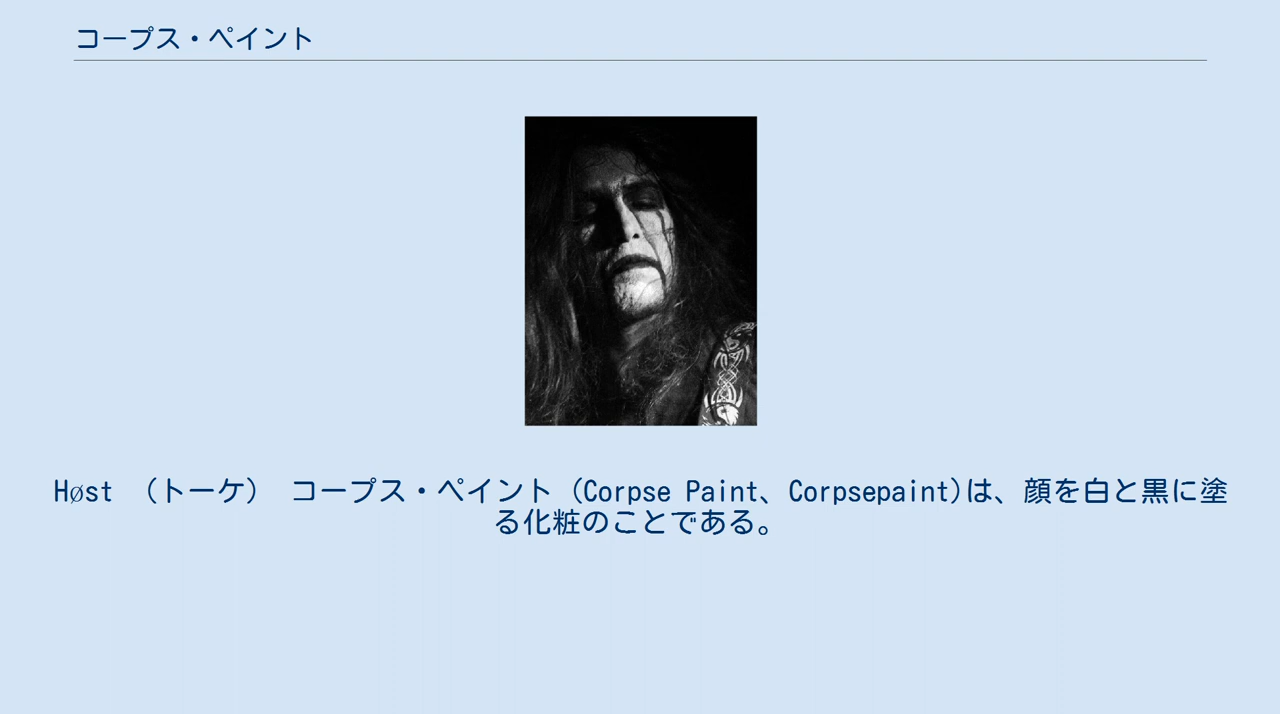 コープス・ペイント
Høst （トーケ） コープス・ペイント (Corpse Paint、Corpsepaint)は、顔を白と黒に塗
る化粧のことである。